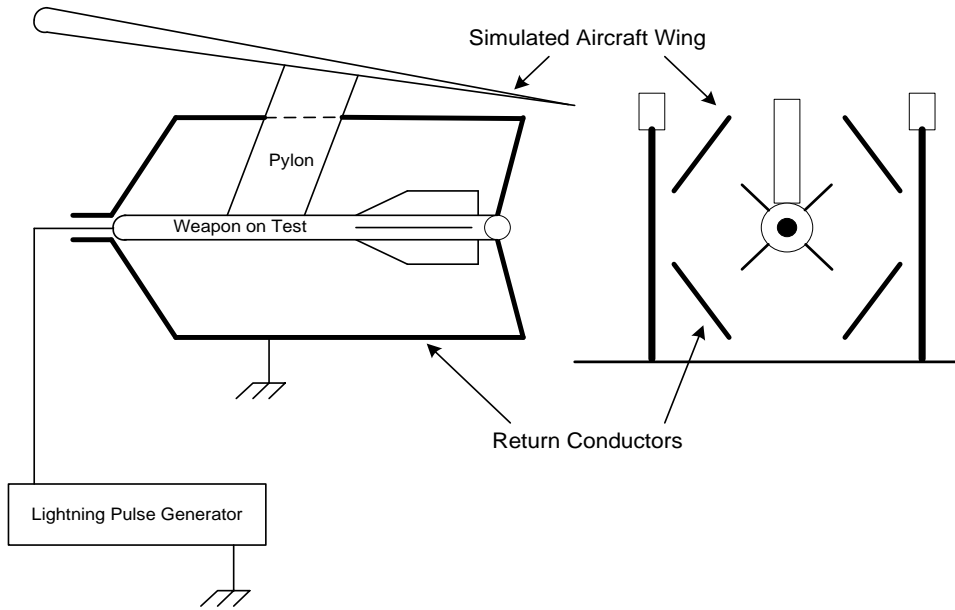 Simulated Aircraft Wing
Pylon
Weapon on Test
Return Conductors
Lightning Pulse Generator